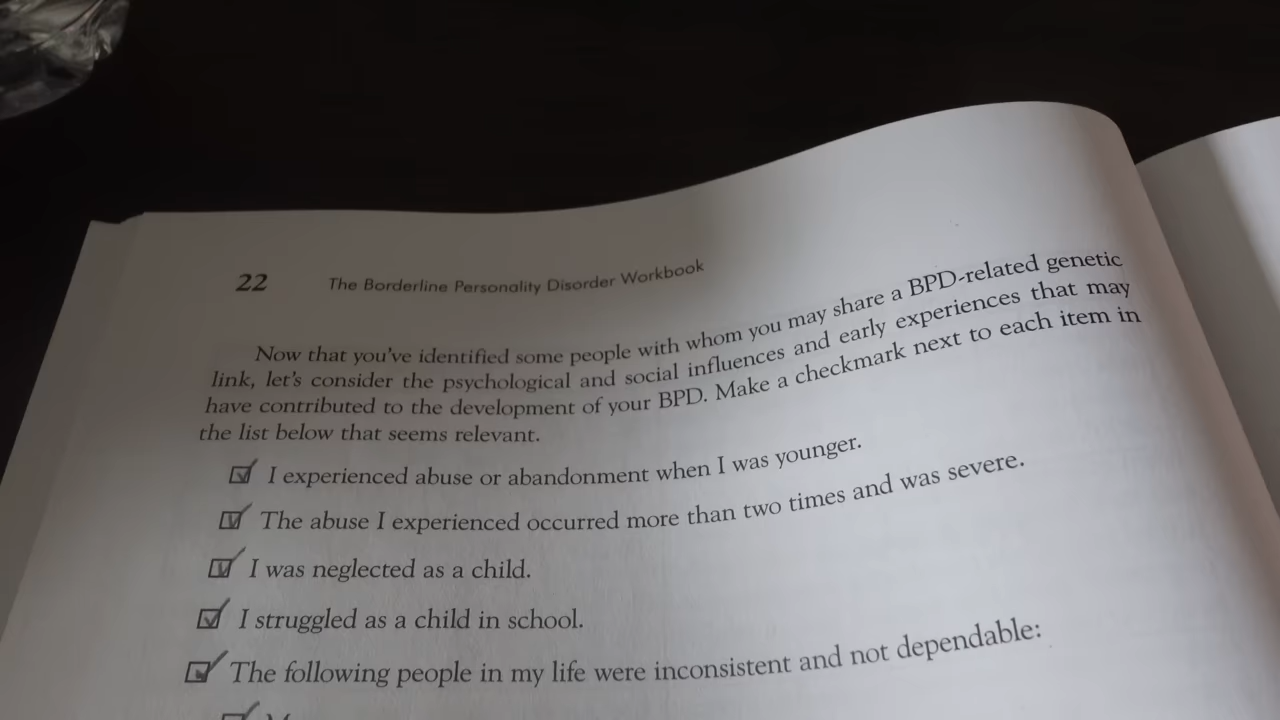 22 The Borderline Personality Disorder Workbook
Now that you've identified some people with whom you may share a BPD-related genetic
link, let's consider the psychological and social influences and early experiences that may
have contributed to the development of your BPD. Make a checkmark next to each item in
the list below that seems relevant.
☑ I experienced abuse or abandonment when I was younger.
☑ The abuse I experienced occurred more than two times and was severe.
☑ I was neglected as a child.
☑ I struggled as a child in school.
☑ The following people in my life were inconsistent and not dependable: